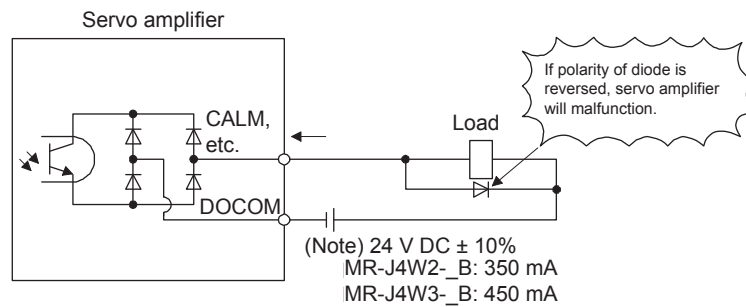 Servo amplifier
If polarity of diode is
reversed, servo amplifier
will malfunction.
CALM,
etc.
Load
DOCOM
(Note) 24 V DC ± 10%
MR-J4W2-_B: 350 mA
MR-J4W3-_B: 450 mA